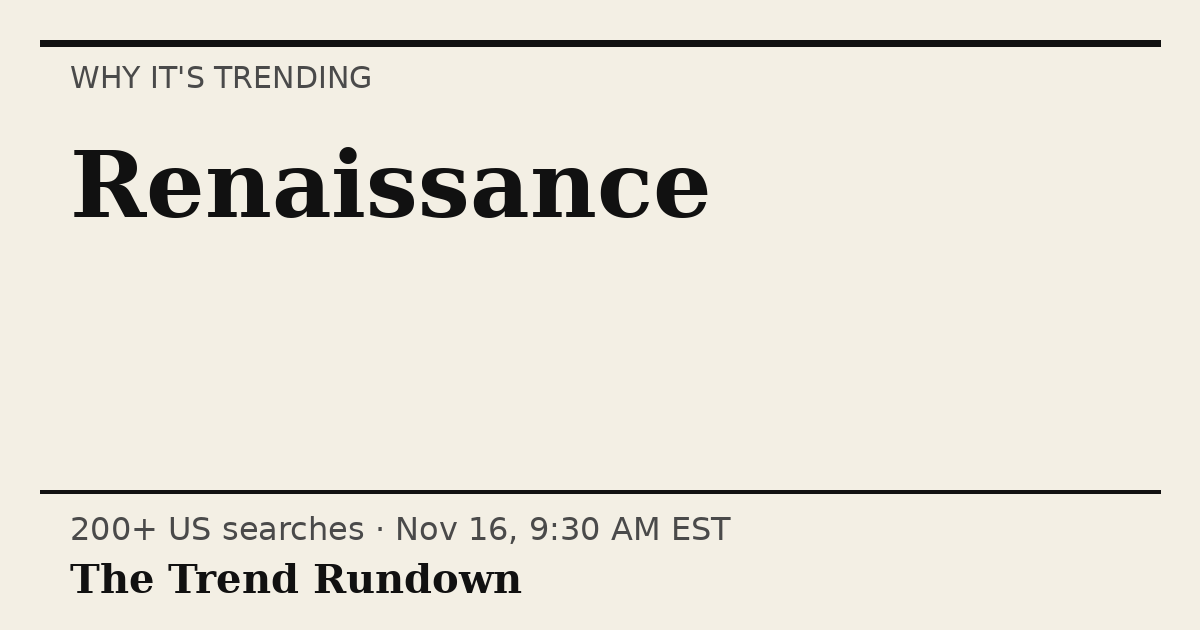 WHY IT'S TRENDING
Renaissance
200+ US searches · Nov 16, 9:30 AM EST
The Trend Rundown